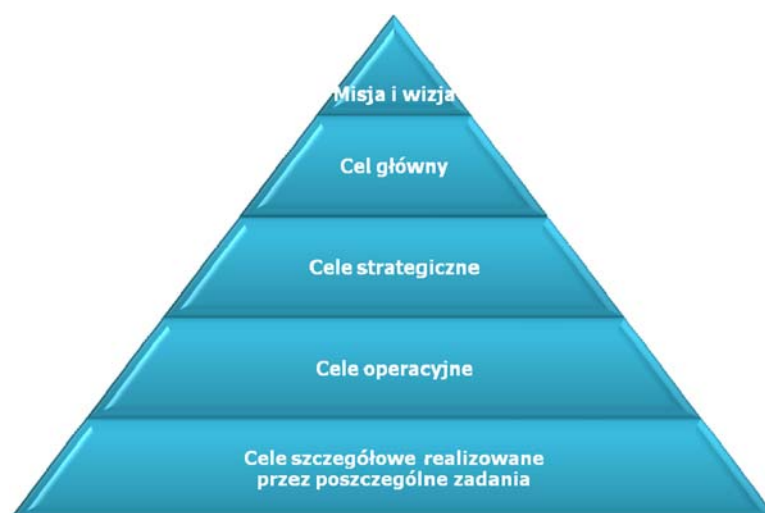 Misja i wizja
Cel główny
Cele strategiczne
Cele operacyjne
Cele szczegółowe realizowane
przez poszczególne zadania